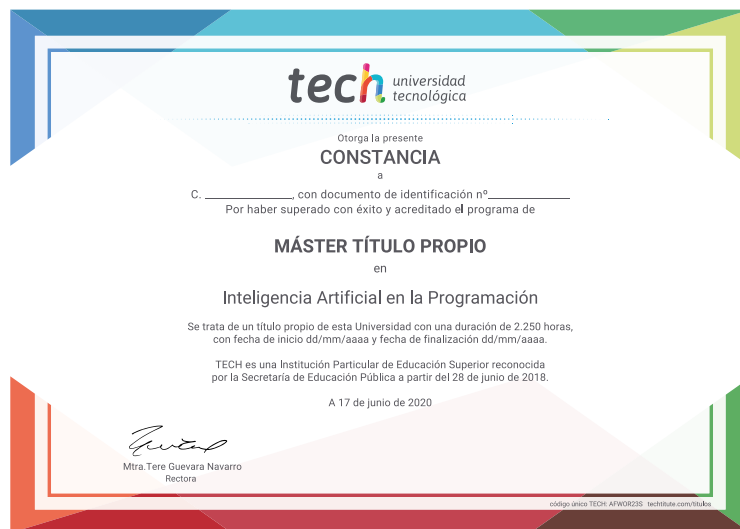 tech universidad
tecnológica
Otorga la presente
CONSTANCIA
a
C. ______________, con documento de identificación nº______________
Por haber superado con éxito y acreditado el programa de
MÁSTER TÍTULO PROPIO
en
Inteligencia Artificial en la Programación
Se trata de un título propio de esta Universidad con una duración de 2.250 horas,
con fecha de inicio dd/mm/aaaa y fecha de finalización dd/mm/aaaa.
TECH es una Institución Particular de Educación Superior reconocida
por la Secretaría de Educación Pública a partir del 28 de junio de 2018.
A 17 de junio de 2020
Mtra.Tere Guevara Navarro
Rectora
código único TECH: AFWOR23S techtitute.com/titulos